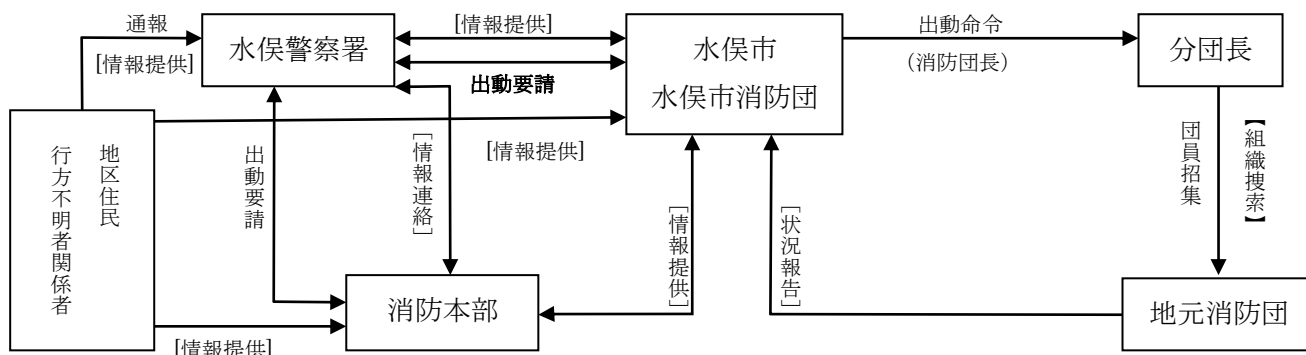 通報
[情報提供]
水俣警察署
[情報提供]
出動要請
水俣市
水俣市消防団
出動命令
（消防団長）
分団長
地区住民
行方不明者関係者
出動要請
[情報連絡]
[情報提供]
[情報提供]
[状況報告]
団員招集
【組織捜索】
消防本部
地元消防団
[情報提供]